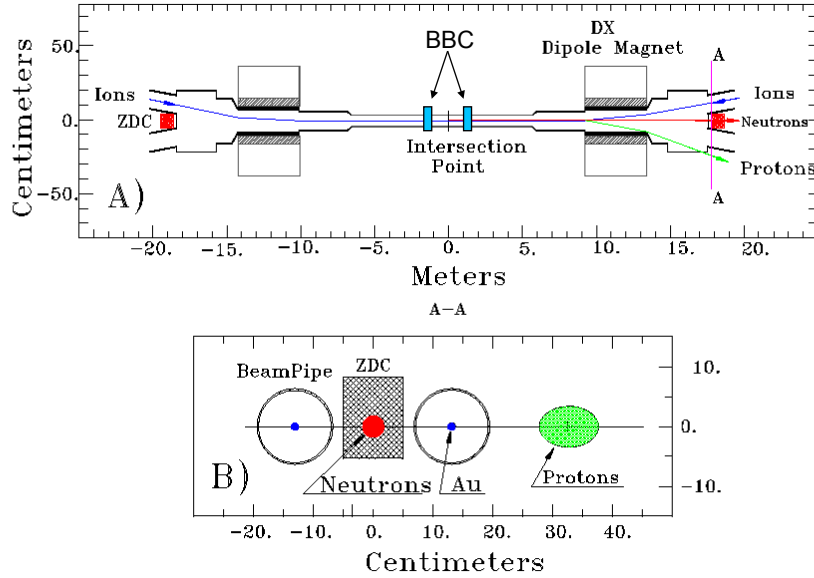 BBC
DX
Dipole Magnet
A
Ions
Ions
ZDC
Neutrons
Intersection
Point
Protons
A
A)
Centimeters
50.
0.
-50.
-20.
-15.
-10.
-5.
0.
5.
10.
15.
20.
Meters
A-A
BeamPipe
ZDC
10.
0.
-10.
B)
Neutrons
Au
Protons
-20.
-10.
0.
10.
20.
30.
40.
Centimeters